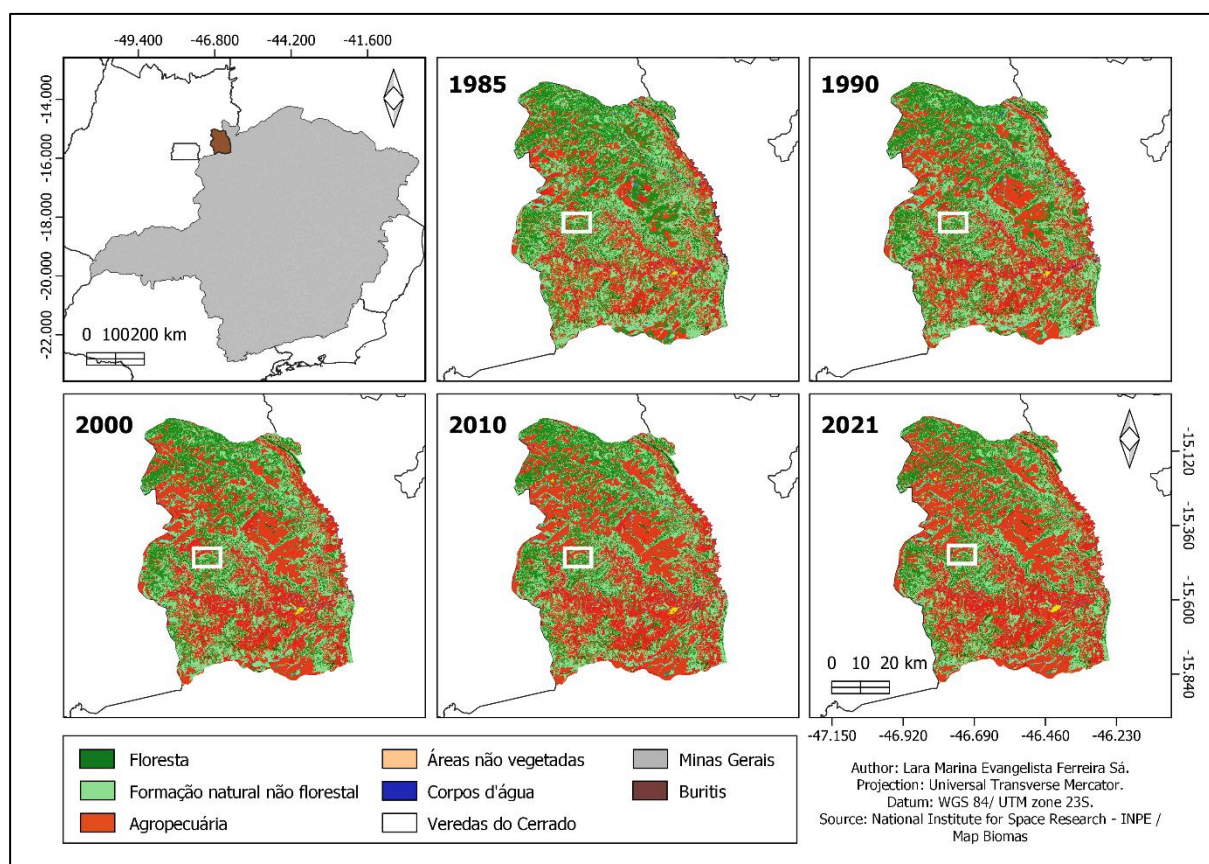 -49.400 -46.800 -44.200 -41.600
-14.000
-16.000
-18.000
-20.000
-22.000
0 100200 km
1985
1990
2000
2010
2021
-15.120
-15.360
-15.600
-15.840
0 10 20 km
-47.150 -46.920 -46.690 -46.460 -46.230
Floresta
Formação natural não florestal
Agropecuária
Áreas não vegetadas
Corpos d'água
Veredas do Cerrado
Minas Gerais
Buritis
Author: Lara Marina Evangelista Ferreira Sá.
Projection: Universal Transverse Mercator.
Datum: WGS 84/ UTM zone 23S.
Source: National Institute for Space Research - INPE /
Map Biomas